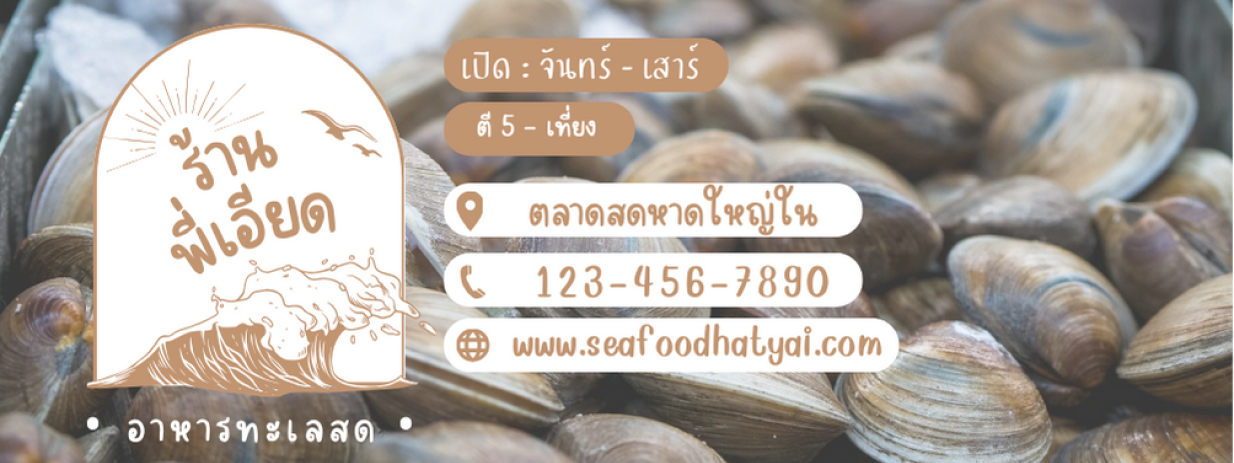 ร้าน
พี่เอียด
• อาหารทะเลสด •
เปิด : จันทร์ - เสาร์
ตี 5 - เที่ยง
ตลาดสดหาดใหญ่ใน
123-456-7890
www.seafoodhatyai.com